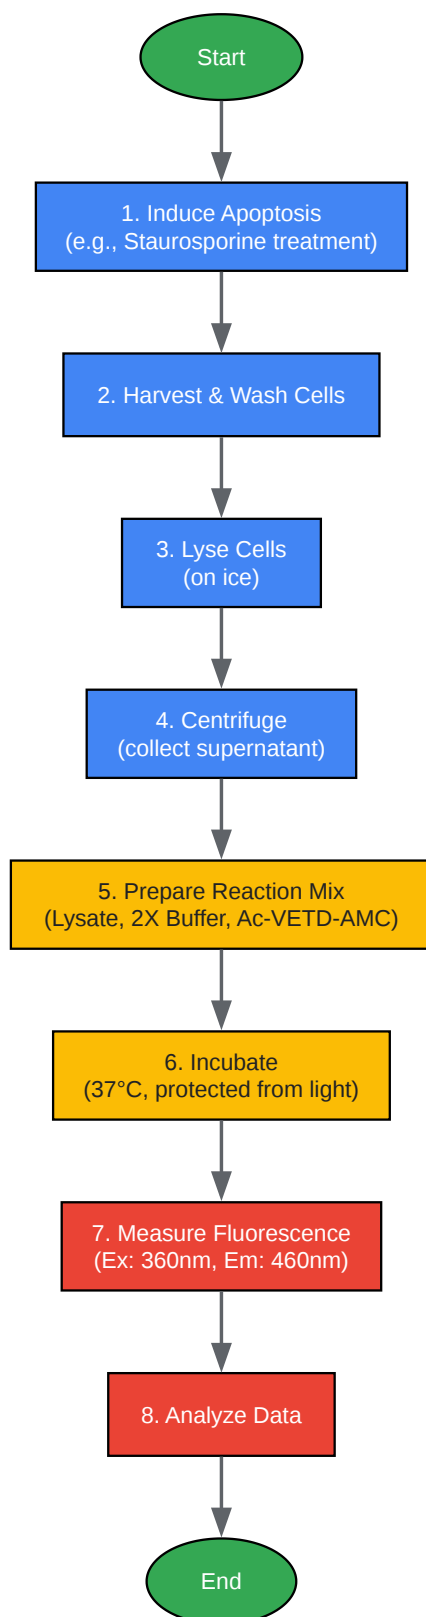 Start
1. Induce Apoptosis
(e.g., Staurosporine treatment)
2. Harvest & Wash Cells
3. Lyse Cells
(on ice)
4. Centrifuge
(collect supernatant)
5. Prepare Reaction Mix
(Lysate, 2X Buffer, Ac-VETD-AMC)
6. Incubate
(37°C, protected from light)
7. Measure Fluorescence
(Ex: 360nm, Em: 460nm)
8. Analyze Data
End